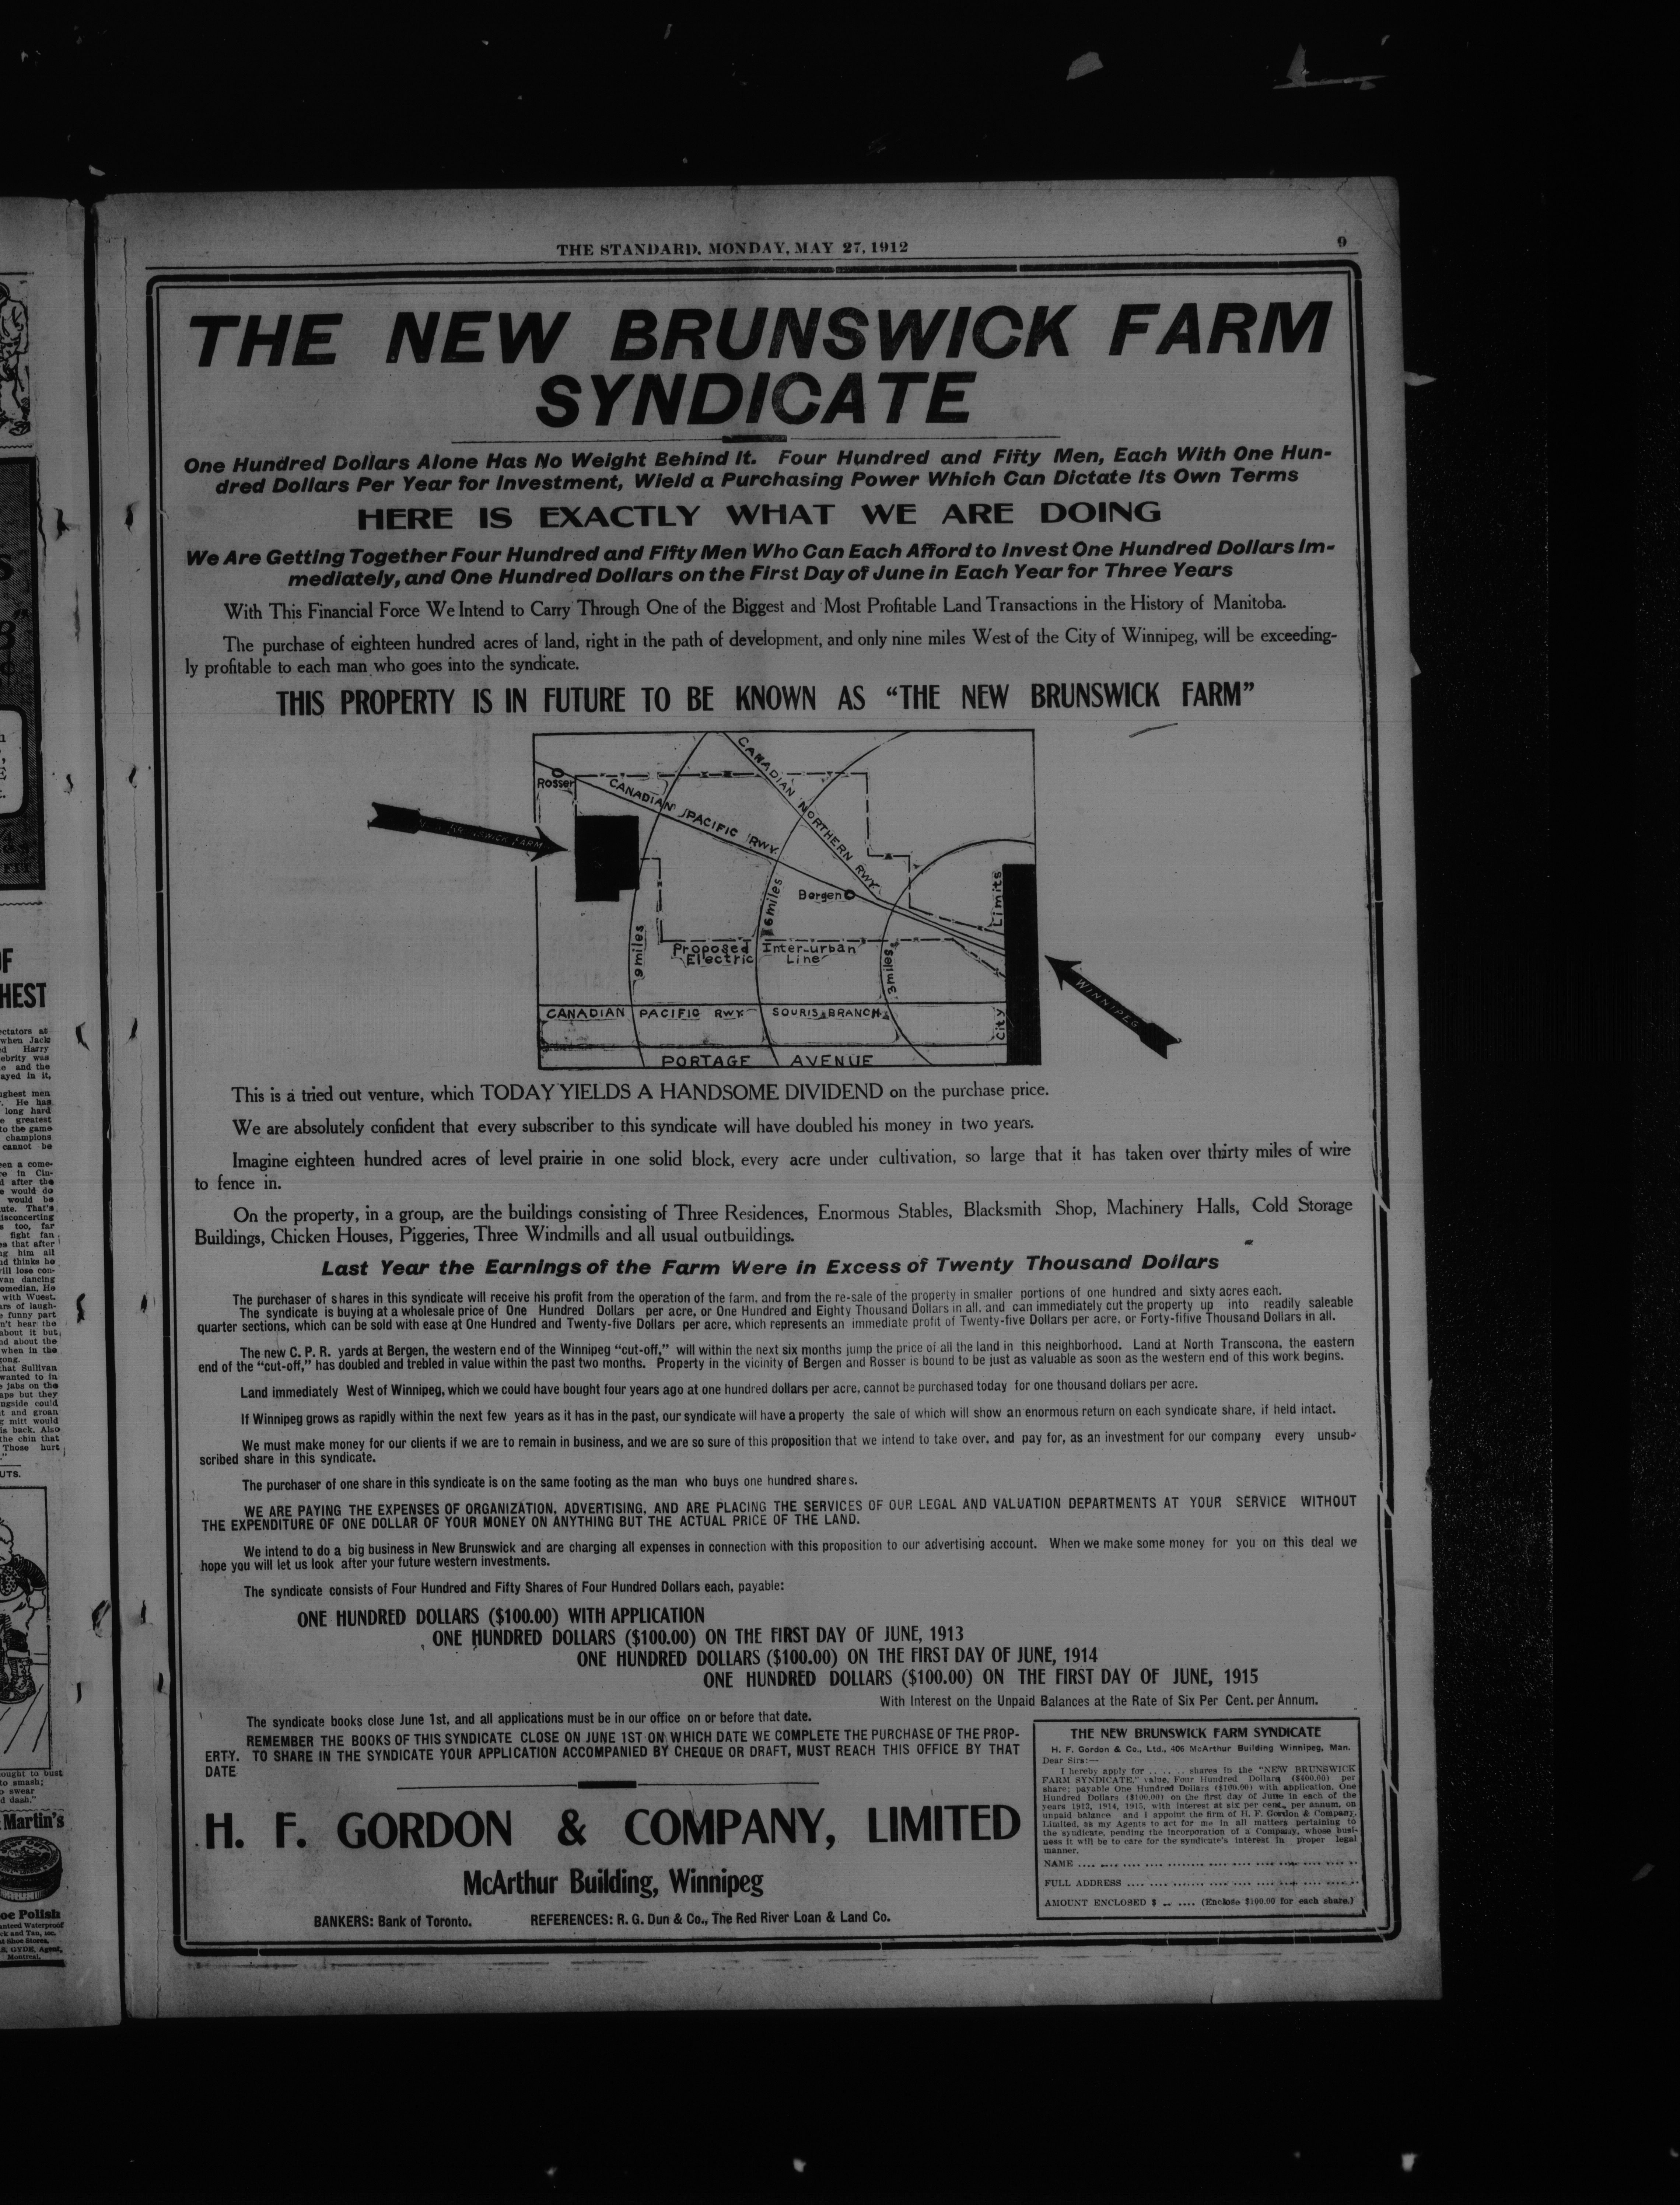 THE STANDARD, MONDAY, MAY 27, 1912
9
THE NEW BRUNSWICK FARM
SYNDICATE
One Hundred Dollars Alone Has No Weight Behind It. Four Hundred and Fifty Men, Each With One Hun-
dred Dollars Per Year for Investment, Wield a Purchasing Power Which Can Dictate Its Own Terms
HERE IS EXACTLY WHAT WE ARE DOING
We Are Getting Together Four Hundred and Fifty Men Who Can Each Afford to Invest One Hundred Dollars Im-
mediately, and One Hundred Dollars on the First Day of June in Each Year for Three Years
With This Financial Force We Intend to Carry Through One of the Biggest and Most Profitable Land Transactions in the History of Manitoba.
The purchase of eighteen hundred acres of land, right in the path of development, and only nine miles West of the City of Winnipeg, will be exceeding-
ly profitable to each man who goes into the syndicate.
THIS PROPERTY IS IN FUTURE TO BE KNOWN AS "THE NEW BRUNSWICK FARM"
Rosser
CANADIAN PACIFIC RWY.
CANADIAN NORTHERN RWY.
BRUNSWICK FARM
Bergen
9 miles
6 miles
3 miles
Proposed Inter-urban
Electric Line
City Limits
WINNIPEG
CANADIAN PACIFIC RWY SOURIS BRANCH
PORTAGE AVENUE
This is a tried out venture, which TODAY YIELDS A HANDSOME DIVIDEND on the purchase price.
We are absolutely confident that every subscriber to this syndicate will have doubled his money in two years.
Imagine eighteen hundred acres of level prairie in one solid block, every acre under cultivation, so large that it has taken over thirty miles of wire
to fence in.
On the property, in a group, are the buildings consisting of Three Residences, Enormous Stables, Blacksmith Shop, Machinery Halls, Cold Storage
Buildings, Chicken Houses, Piggeries, Three Windmills and all usual outbuildings.
Last Year the Earnings of the Farm Were in Excess of Twenty Thousand Dollars
The purchaser of shares in this syndicate will receive his profit from the operation of the farm, and from the re-sale of the property in smaller portions of one hundred and sixty acres each.
The syndicate is buying at a wholesale price of One Hundred Dollars per acre, or One Hundred and Eighty Thousand Dollars in all, and can immediately cut the property up into readily saleable
quarter sections, which can be sold with ease at One Hundred and Twenty-five Dollars per acre, which represents an immediate profit of Twenty-five Dollars per acre, or Forty-fifive Thousand Dollars in all.
The new C. P. R. yards at Bergen, the western end of the Winnipeg "cut-off," will within the next six months jump the price of all the land in this neighborhood. Land at North Transcona, the eastern
end of the "cut-off," has doubled and trebled in value within the past two months. Property in the vicinity of Bergen and Rosser is bound to be just as valuable as soon as the western end of this work begins.
Land immediately West of Winnipeg, which we could have bought four years ago at one hundred dollars per acre, cannot be purchased today for one thousand dollars per acre.
If Winnipeg grows as rapidly within the next few years as it has in the past, our syndicate will have a property the sale of which will show an enormous return on each syndicate share, if held intact.
We must make money for our clients if we are to remain in business, and we are so sure of this proposition that we intend to take over, and pay for, as an investment for our company every unsub-
scribed share in this syndicate.
The purchaser of one share in this syndicate is on the same footing as the man who buys one hundred shares.
WE ARE PAYING THE EXPENSES OF ORGANIZATION, ADVERTISING, AND ARE PLACING THE SERVICES OF OUR LEGAL AND VALUATION DEPARTMENTS AT YOUR SERVICE WITHOUT
THE EXPENDITURE OF ONE DOLLAR OF YOUR MONEY ON ANYTHING BUT THE ACTUAL PRICE OF THE LAND.
We intend to do a big business in New Brunswick and are charging all expenses in connection with this proposition to our advertising account. When we make some money for you on this deal we
hope you will let us look after your future western investments.
The syndicate consists of Four Hundred and Fifty Shares of Four Hundred Dollars each, payable:
ONE HUNDRED DOLLARS ($100.00) WITH APPLICATION
ONE HUNDRED DOLLARS ($100.00) ON THE FIRST DAY OF JUNE, 1913
ONE HUNDRED DOLLARS ($100.00) ON THE FIRST DAY OF JUNE, 1914
ONE HUNDRED DOLLARS ($100.00) ON THE FIRST DAY OF JUNE, 1915
With Interest on the Unpaid Balances at the Rate of Six Per Cent. per Annum.
The syndicate books close June 1st, and all applications must be in our office on or before that date.
REMEMBER THE BOOKS OF THIS SYNDICATE CLOSE ON JUNE 1ST ON WHICH DATE WE COMPLETE THE PURCHASE OF THE PROP-
ERTY. TO SHARE IN THE SYNDICATE YOUR APPLICATION ACCOMPANIED BY CHEQUE OR DRAFT, MUST REACH THIS OFFICE BY THAT
DATE
H. F. GORDON & COMPANY, LIMITED
McArthur Building, Winnipeg
BANKERS: Bank of Toronto. REFERENCES: R. G. Dun & Co., The Red River Loan & Land Co.
THE NEW BRUNSWICK FARM SYNDICATE
H. F. Gordon & Co., Ltd., 406 McArthur Building Winnipeg, Man.
Dear Sirs:—
I hereby apply for .. .. .. shares in the "NEW BRUNSWICK
FARM SYNDICATE," value, Four Hundred Dollars ($400.00) per
share; payable One Hundred Dollars ($100.00) with application, One
Hundred Dollars ($100.00) on the first day of June in each of the
years 1913, 1914, 1915, with interest at six per cent., per annum, on
unpaid balance and I appoint the firm of H. F. Gordon & Company,
Limited, as my Agents to act for me in all matters pertaining to
the syndicate, pending the incorporation of a Company, whose busi-
ness it will be to care for the syndicate's interest in proper legal
manner.
NAME
FULL ADDRESS
AMOUNT ENCLOSED $ .. .... (Enclose $100.00 for each share.)